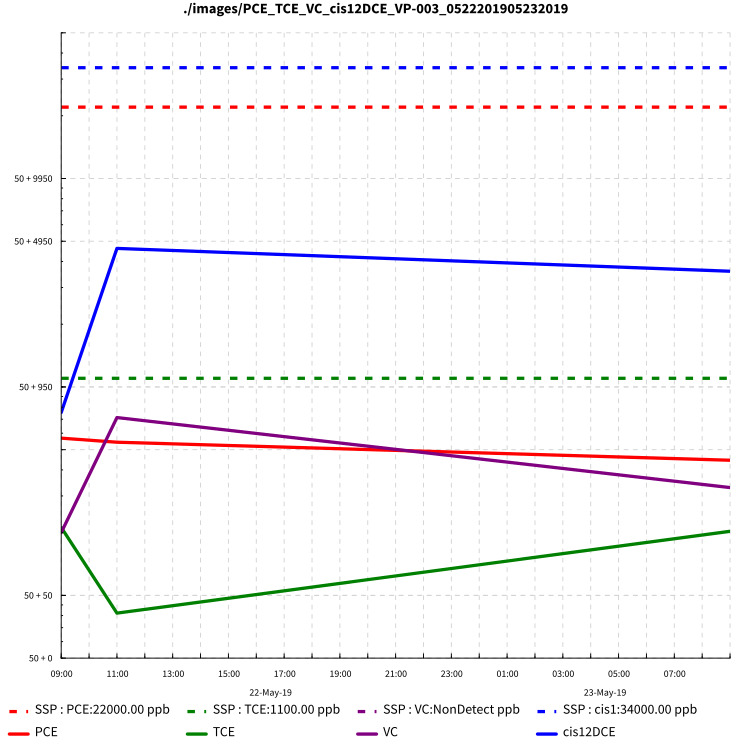 ./images/PCE_TCE_VC_cis12DCE_VP-003_0522201905232019
50 + 9950
50 + 4950
50 + 950
50 + 50
50 + 0
09:00 11:00 13:00 15:00 17:00 19:00 21:00 23:00 01:00 03:00 05:00 07:00
22-May-19 23-May-19
SSP : PCE:22000.00 ppb SSP : TCE:1100.00 ppb SSP : VC:NonDetect ppb SSP : cis1:34000.00 ppb
PCE TCE VC cis12DCE